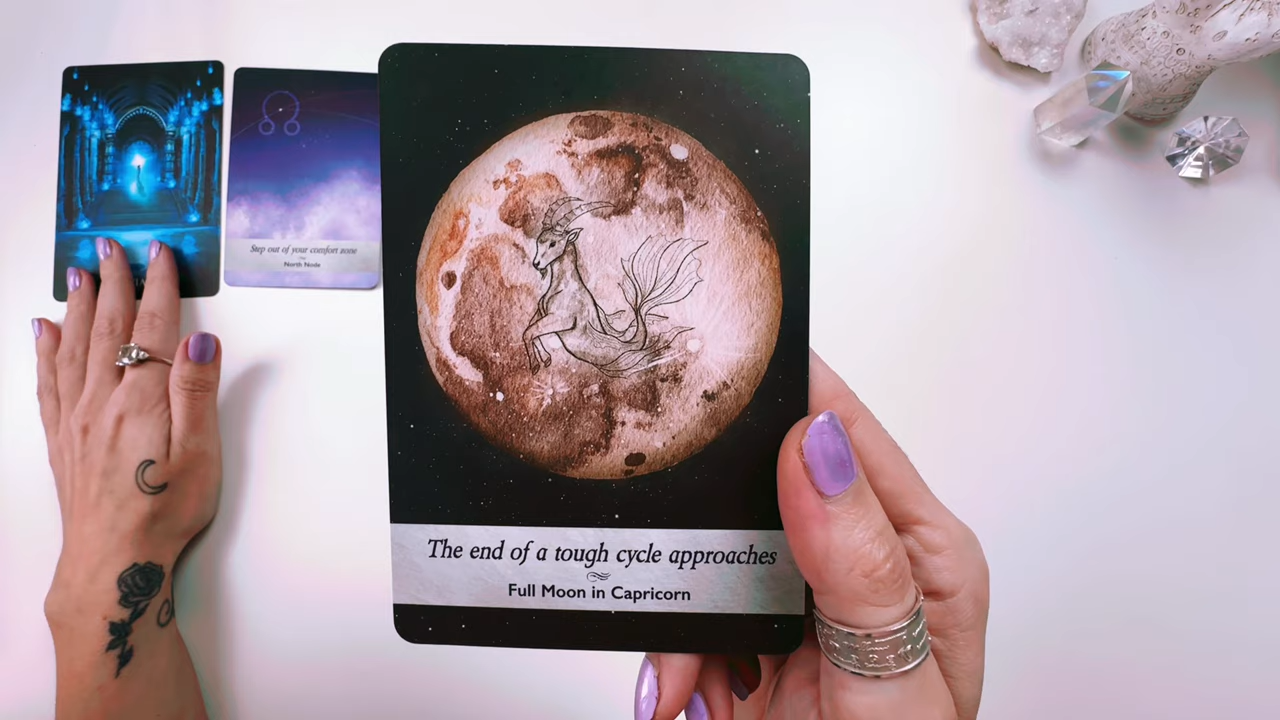 Step out of your comfort zone
North Node
The end of a tough cycle approaches
Full Moon in Capricorn